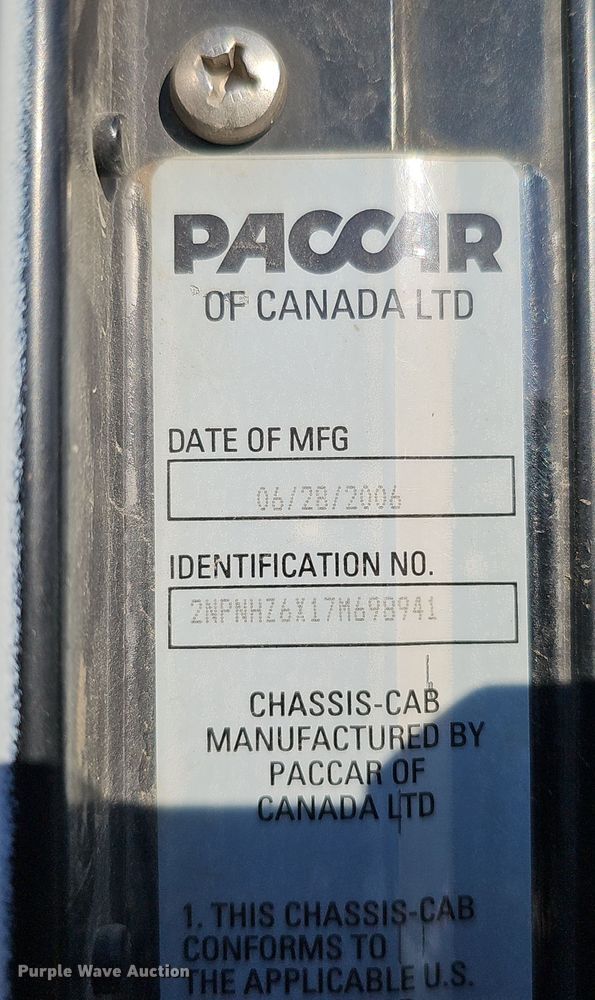 PACCAR
OF CANADA LTD
DATE OF MFG
06/28/2006
IDENTIFICATION NO.
2NPNHZ6X17M698941
CHASSIS-CAB
MANUFACTURED BY
PACCAR OF
CANADA LTD
1. THIS CHASSIS-CAB
CONFORMS TO
THE APPLICABLE U.S.
Purple Wave Auction